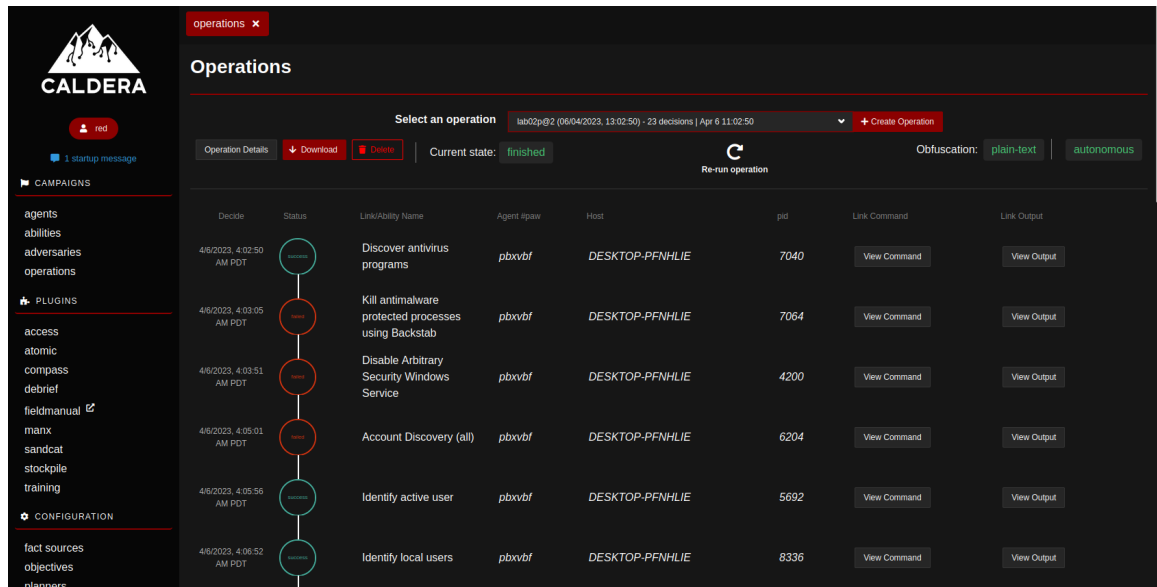 operations ×
CALDERA
red
1 startup message
CAMPAIGNS
agents
abilities
adversaries
operations
PLUGINS
access
atomic
compass
debrief
fieldmanual
manx
sandcat
stockpile
training
CONFIGURATION
fact sources
objectives
planners
Operations
Select an operation
lab02p@2 (06/04/2023, 13:02:50) - 23 decisions | Apr 6 11:02:50
+ Create Operation
Operation Details
Download
Delete
Current state: finished
Re-run operation
Obfuscation: plain-text
autonomous
Decide Status Link/Ability Name Agent #paw Host pid Link Command Link Output
4/6/2023, 4:02:50
AM PDT
success
Discover antivirus
programs
pbxvbf DESKTOP-PFNHLIE 7040 View Command View Output
4/6/2023, 4:03:05
AM PDT
failed
Kill antimalware
protected processes
using Backstab
pbxvbf DESKTOP-PFNHLIE 7064 View Command View Output
4/6/2023, 4:03:51
AM PDT
failed
Disable Arbitrary
Security Windows
Service
pbxvbf DESKTOP-PFNHLIE 4200 View Command View Output
4/6/2023, 4:05:01
AM PDT
failed
Account Discovery (all)
pbxvbf DESKTOP-PFNHLIE 6204 View Command View Output
4/6/2023, 4:05:56
AM PDT
success
Identify active user
pbxvbf DESKTOP-PFNHLIE 5692 View Command View Output
4/6/2023, 4:06:52
AM PDT
success
Identify local users
pbxvbf DESKTOP-PFNHLIE 8336 View Command View Output